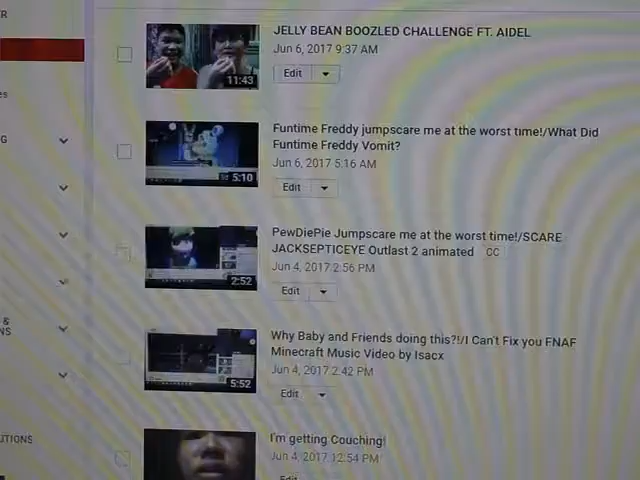 R
JELLY BEAN BOOZLED CHALLENGE FT. AIDEL
Jun 6, 2017 9:37 AM
11:43
Edit
es
G
Funtime Freddy jumpscare me at the worst time!/What Did
Funtime Freddy Vomit?
Jun 6, 2017 5:16 AM
5:10
Edit
PewDiePie Jumpscare me at the worst time!/SCARE
JACKSEPTICEYE Outlast 2 animated CC
Jun 4, 2017 2:56 PM
2:52
Edit
&
NS
Why Baby and Friends doing this?!/I Can't Fix you FNAF
Minecraft Music Video by Isacx
Jun 4, 2017 2:42 PM
5:52
Edit
UTIONS
I'm getting Couching!
Jun 4, 2017 12:54 PM
Edit